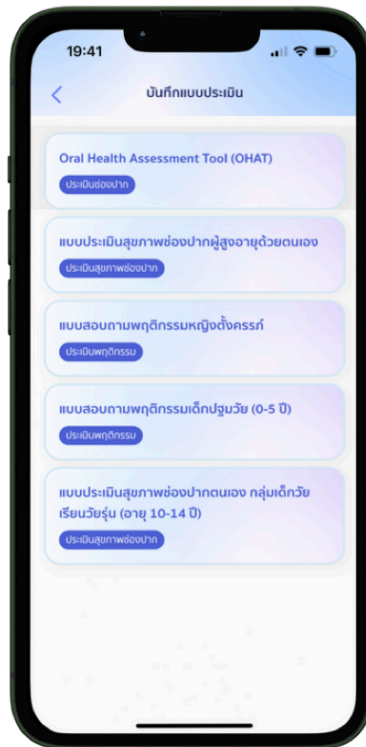 19:41
บันทึกแบบประเมิน
Oral Health Assessment Tool (OHAT)
ประเมินช่องปาก
แบบประเมินสุขภาพช่องปากผู้สูงอายุด้วยตนเอง
ประเมินสุขภาพช่องปาก
แบบสอบถามพฤติกรรมหญิงตั้งครรภ์
ประเมินพฤติกรรม
แบบสอบถามพฤติกรรมเด็กปฐมวัย (0-5 ปี)
ประเมินพฤติกรรม
แบบประเมินสุขภาพช่องปากตนเอง กลุ่มเด็กวัย
เรียนวัยรุ่น (อายุ 10-14 ปี)
ประเมินสุขภาพช่องปาก